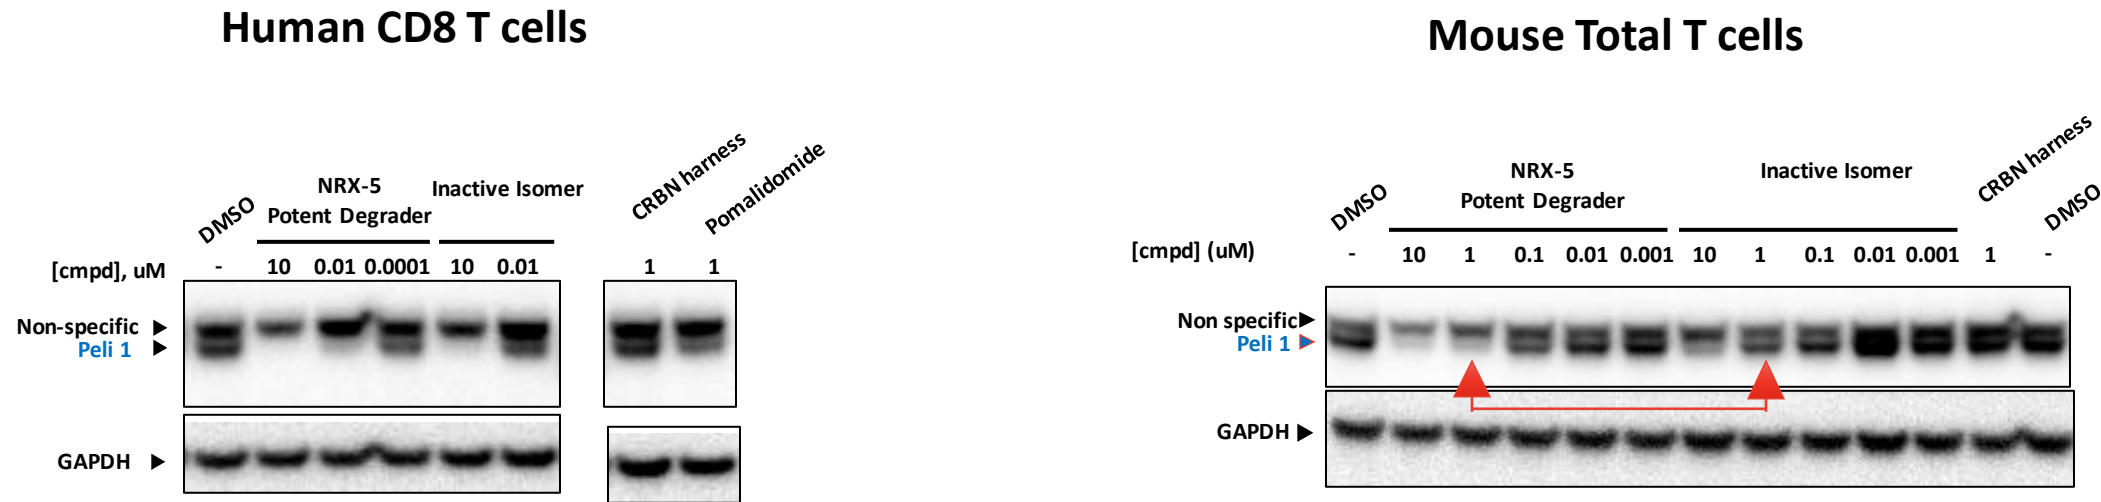 Human CD8 T cells
DMSO
NRX-5
Potent Degrader
Inactive Isomer
CRBN harness
Pomalidomide
[cmpd], uM - 10 0.01 0.0001 10 0.01 1 1
Non-specific
Peli 1
GAPDH
Mouse Total T cells
DMSO
NRX-5
Potent Degrader
Inactive Isomer
CRBN harness
DMSO
[cmpd] (uM) - 10 1 0.1 0.01 0.001 10 1 0.1 0.01 0.001 1 -
Non specific
Peli 1
GAPDH